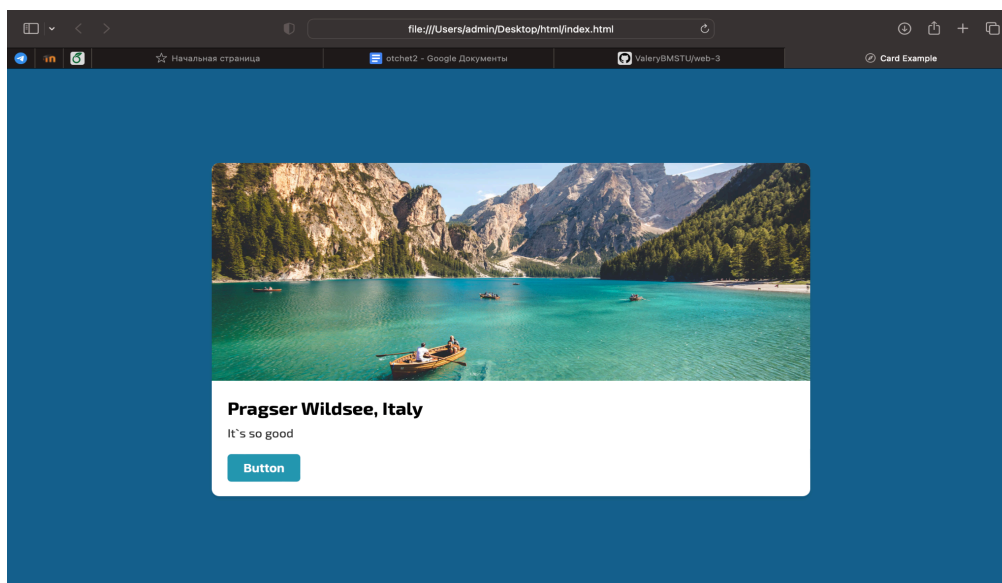 file:///Users/admin/Desktop/html/index.html
Начальная страница
otchet2 - Google Документы
ValeryBMSTU/web-3
Card Example
Pragser Wildsee, Italy
It`s so good
Button